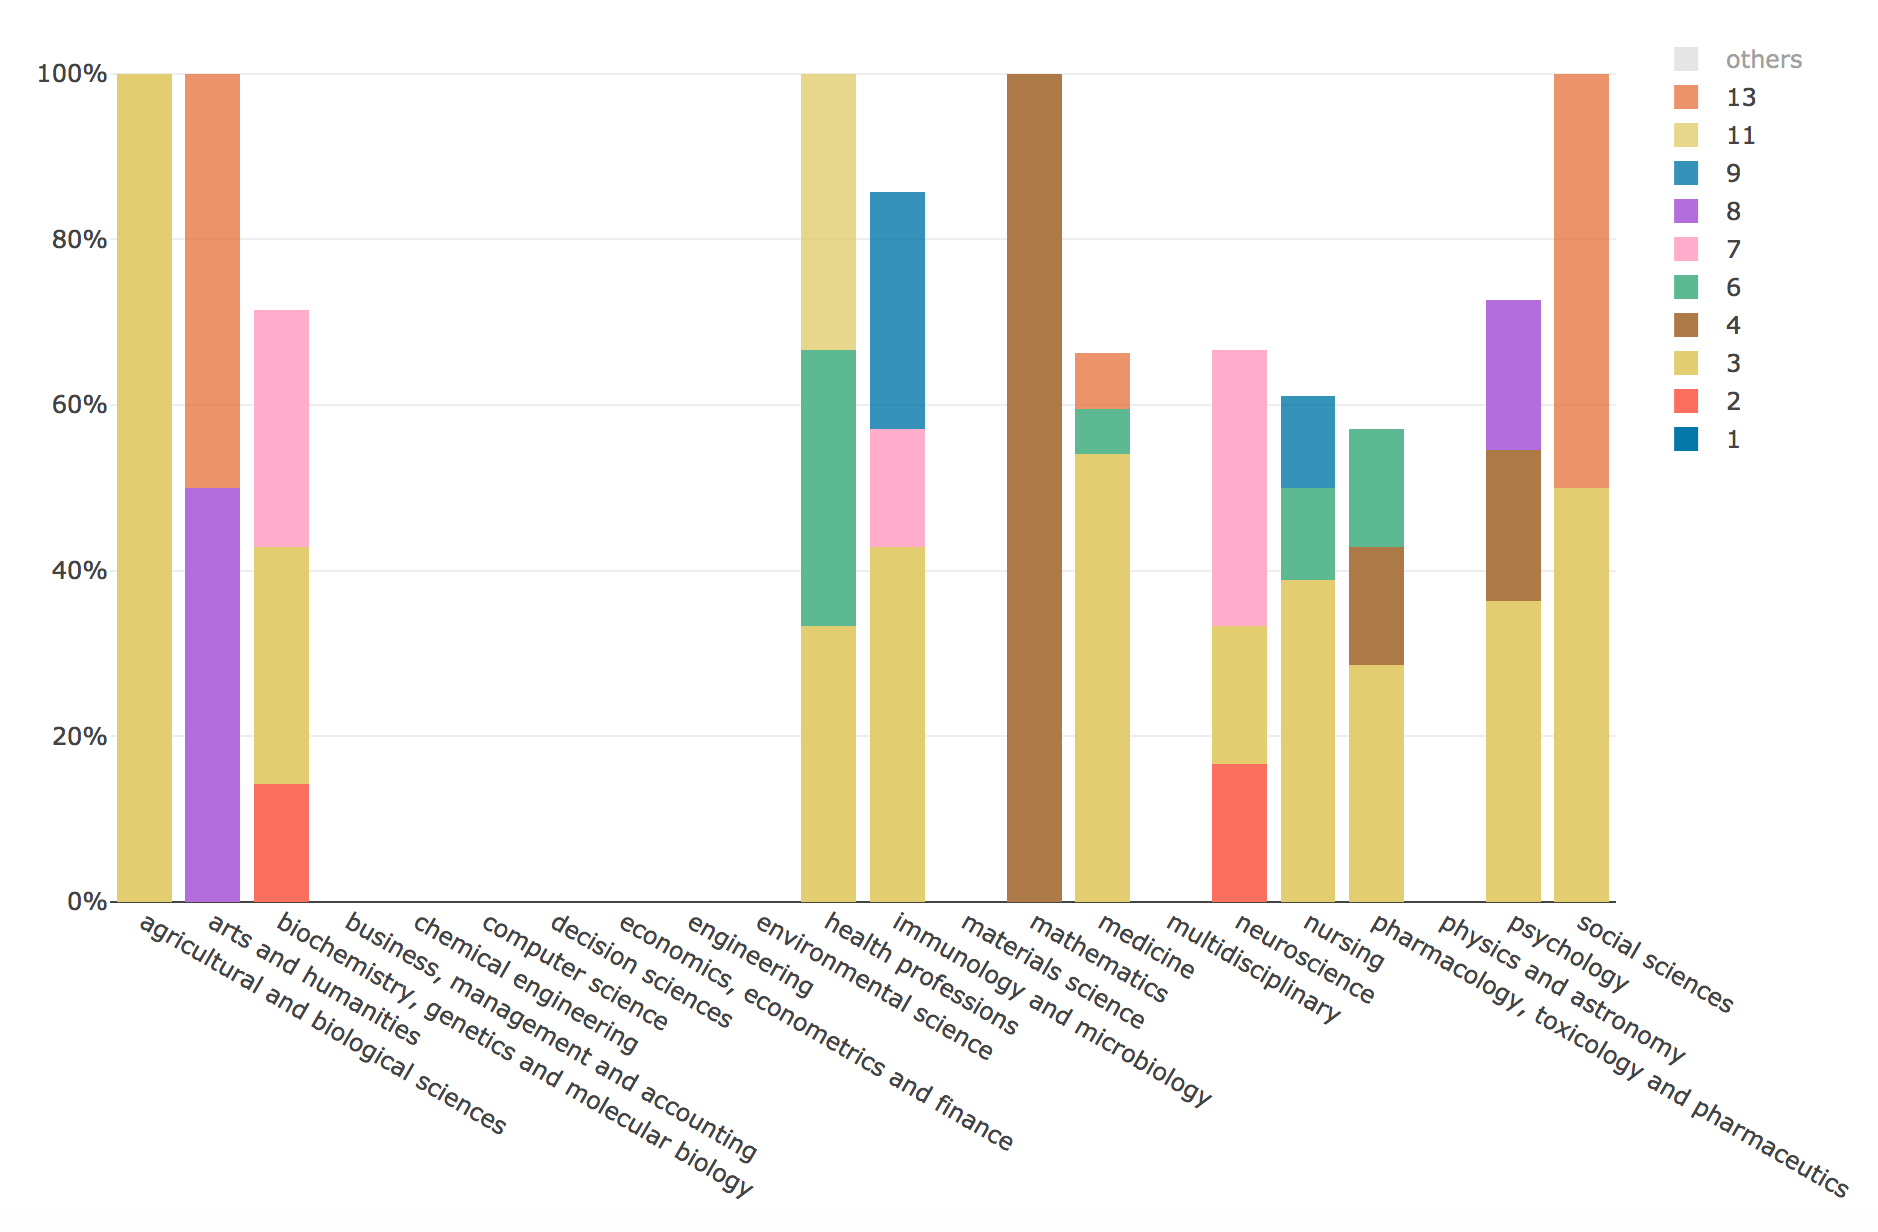 100%
80%
60%
40%
20%
0%
agricultural and biological sciences
arts and humanities
biochemistry, genetics and molecular biology
business, management and accounting
chemical engineering
computer science
decision sciences
economics, econometrics and finance
engineering
environmental science
health professions
immunology and microbiology
materials science
mathematics
medicine
multidisciplinary
neuroscience
nursing
pharmacology, toxicology and pharmaceutics
physics and astronomy
psychology
social sciences
others
13
11
9
8
7
6
4
3
2
1